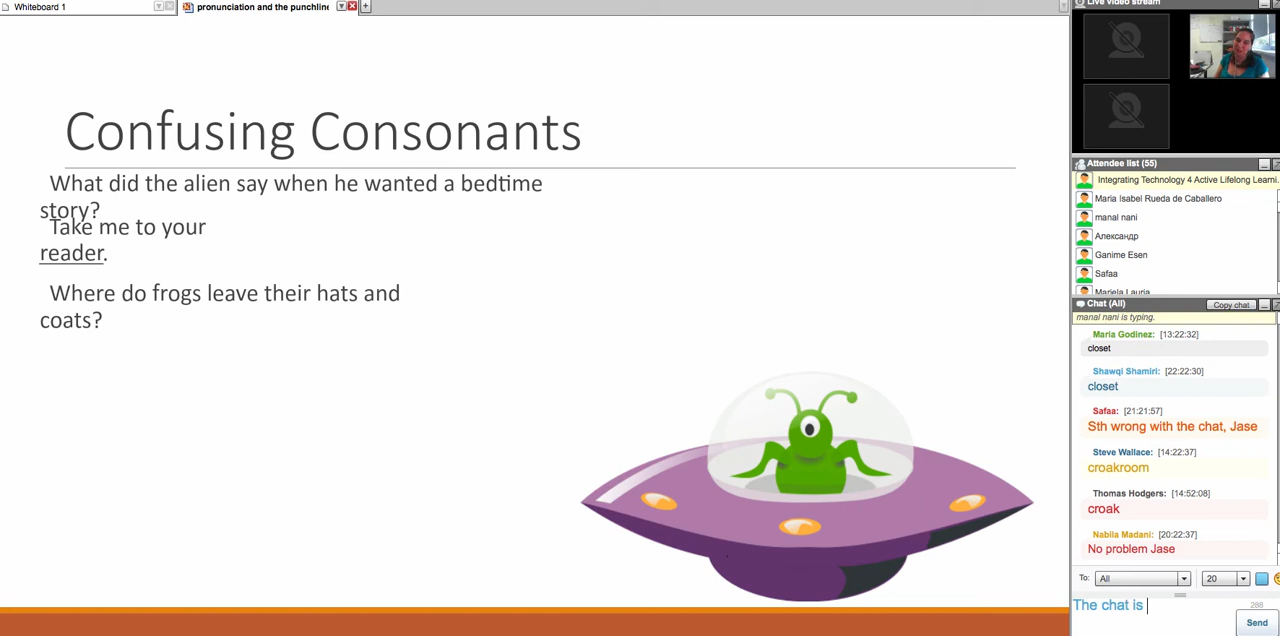 Whiteboard 1
pronunciation and the punchline
Live video stream
Confusing Consonants
What did the alien say when he wanted a bedtime
story?
Take me to your
reader.
Where do frogs leave their hats and
coats?
Attendee list (55)
Integrating Technology 4 Active Lifelong Learni.
Maria Isabel Rueda de Caballero
manal nani
Александр
Ganime Esen
Safaa
Mariela Lauria
Chat (All)
Copy chat
manal nani is typing.
Maria Godinez: [13:22:32]
closet
Shawqi Shamiri: [22:22:30]
closet
Safaa: [21:21:57]
Sth wrong with the chat, Jase
Steve Wallace: [14:22:37]
croakroom
Thomas Hodgers: [14:52:08]
croak
Nabila Madani: [20:22:37]
No problem Jase
To: All 20
The chat is
208
Send